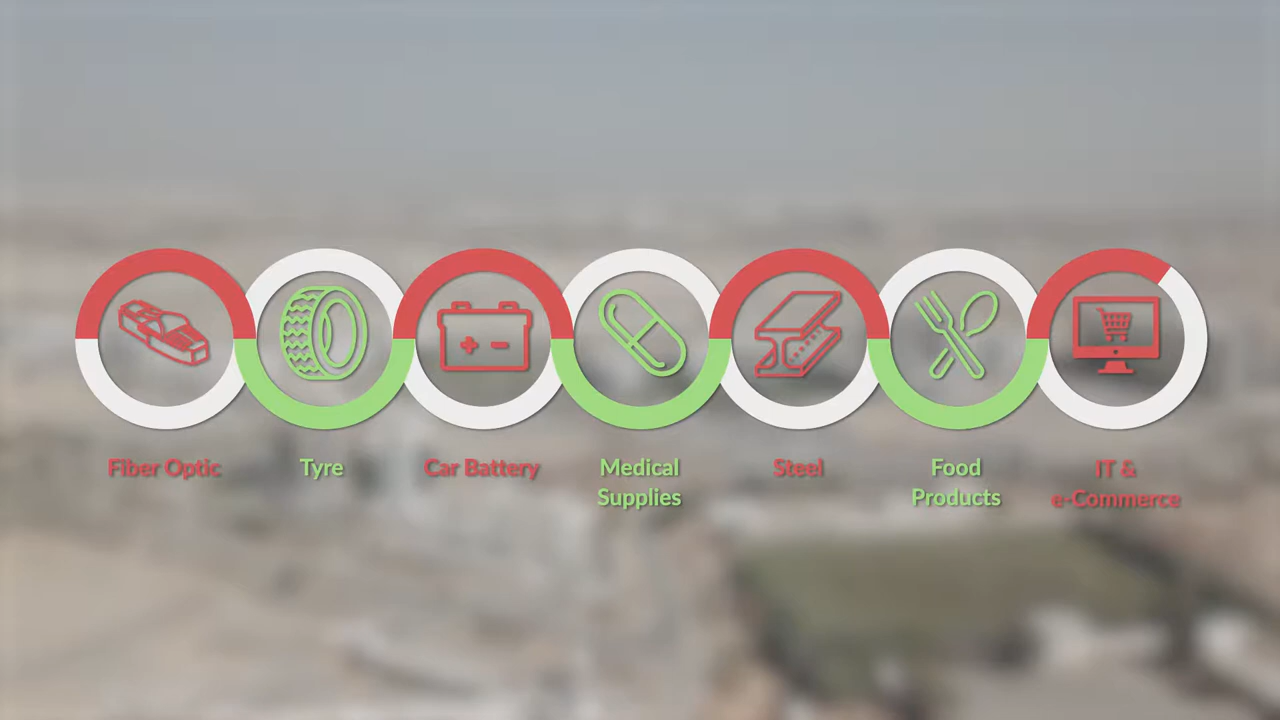 Fiber Optic
Tyre
Car Battery
Medical
Supplies
Steel
Food
Products
IT &
e-Commerce